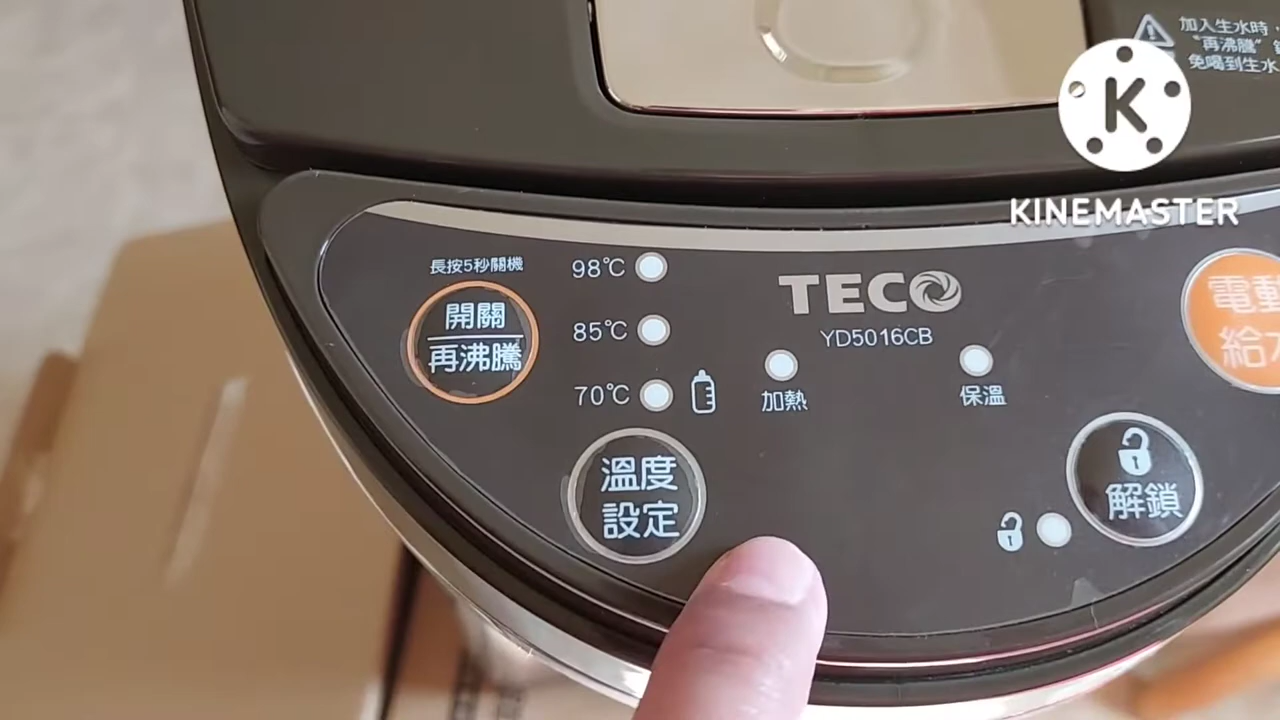 加入生水時，
"再沸騰"
免喝到生水
KINEMASTER
長按5秒關機
開關
再沸騰
98℃
85℃
70℃
溫度
設定
TECO
YD5016CB
加熱
保溫
電動
給水
解鎖